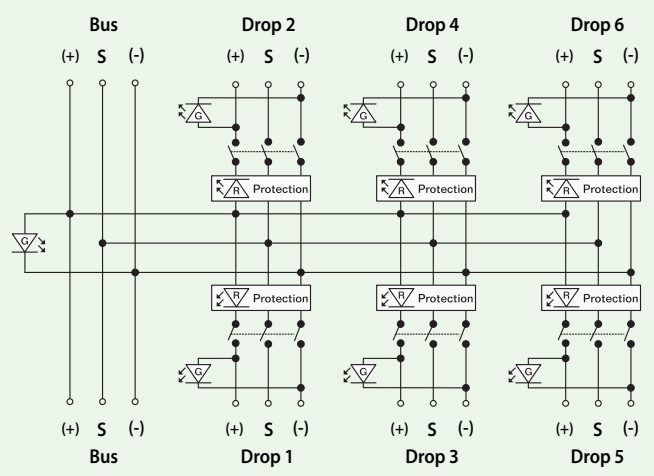 Bus Drop 2 Drop 4 Drop 6
(+) S (-) (+) S (-) (+) S (-) (+) S (-)
G G G
R Protection R Protection R Protection
G
R Protection R Protection R Protection
G G G
(+) S (-) (+) S (-) (+) S (-) (+) S (-)
Bus Drop 1 Drop 3 Drop 5